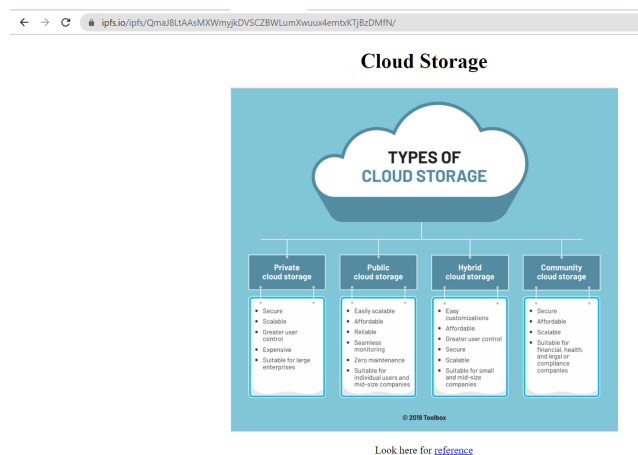 ipfs.io/ipfs/QmaJ8LtAAsMXWmyjkDVSCZBWLumXwuux4emtxKTjBzDMfN/
Cloud Storage
TYPES OF
CLOUD STORAGE
Private
cloud storage
Secure
Scalable
Greater user
control
Expensive
Suitable for large
enterprises
Public
cloud storage
Easily scalable
Affordable
Reliable
Seamless
monitoring
Zero maintenance
Suitable for
individual users and
mid-size companies
Hybrid
cloud storage
Easy
customizations
Affordable
Greater user control
Secure
Scalable
Suitable for small
and mid-size
companies
Community
cloud storage
Secure
Affordable
Scalable
Suitable for
financial, health,
and legal or
compliance
companies
© 2019 Toolbox
Look here for reference